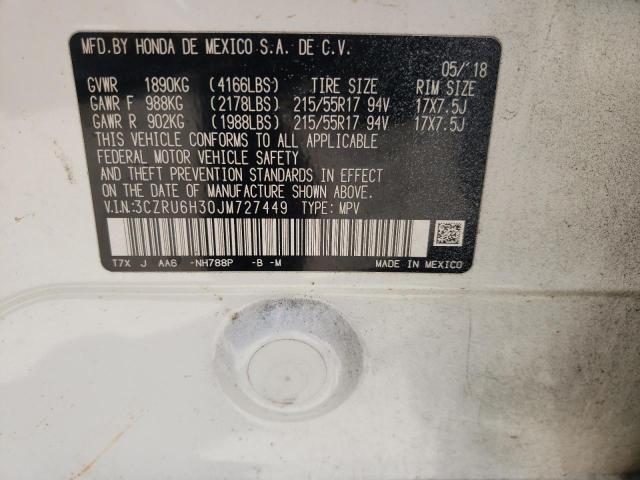 MFD.BY HONDA DE MEXICO S.A. DE C.V.
05/'18
GVWR 1890KG (4166LBS) TIRE SIZE RIM SIZE
GAWR F 988KG (2178LBS) 215/55R17 94V 17X7.5J
GAWR R 902KG (1988LBS) 215/55R17 94V 17X7.5J
THIS VEHICLE CONFORMS TO ALL APPLICABLE
FEDERAL MOTOR VEHICLE SAFETY
AND THEFT PREVENTION STANDARDS IN EFFECT
ON THE DATE OF MANUFACTURE SHOWN ABOVE.
V.I.N:3CZRU6H30JM727449 TYPE: MPV
T7X J AA6 -NH788P -B -M MADE IN MEXICO